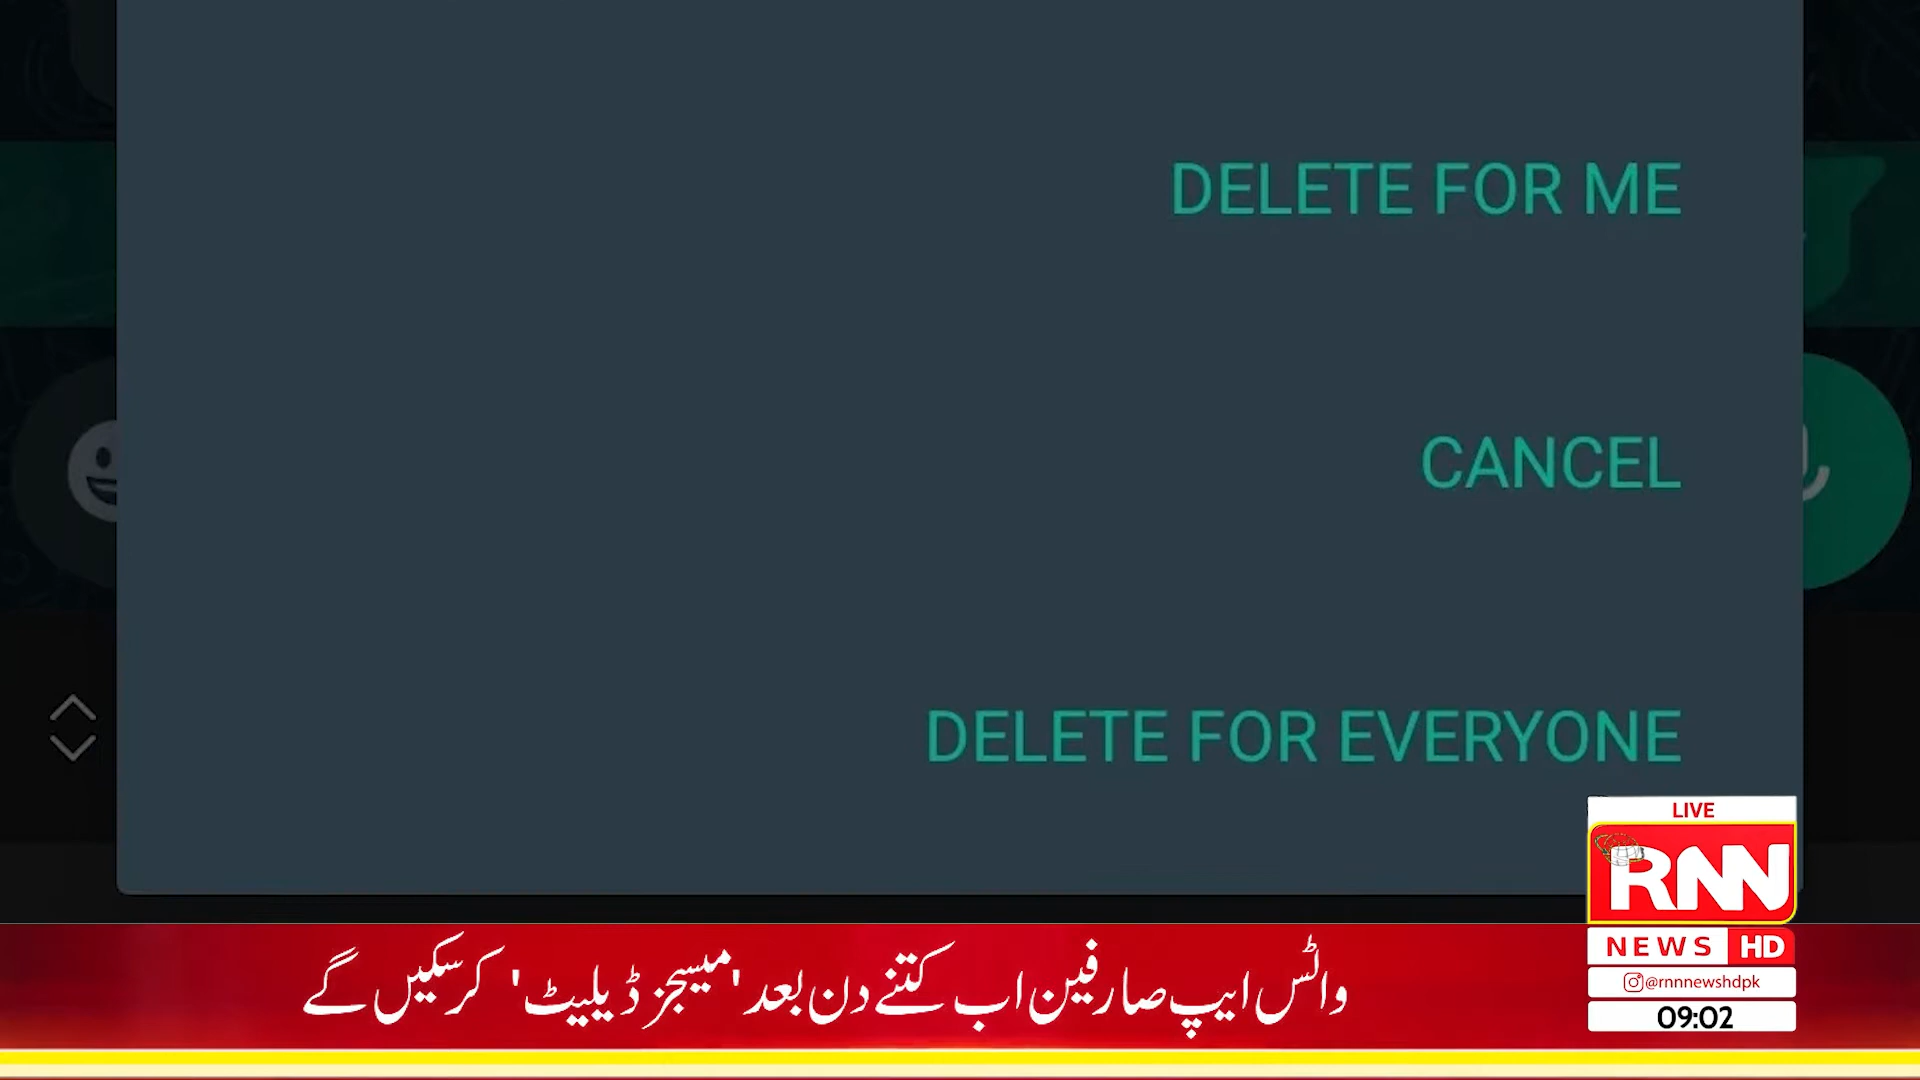 DELETE FOR ME
CANCEL
DELETE FOR EVERYONE
LIVE
RNN
NEWS HD
@rnnnewshdpk
09:02
واٹس ایپ صارفین اب کتنے دن بعد 'میسجز ڈیلیٹ' کرسکیں گے